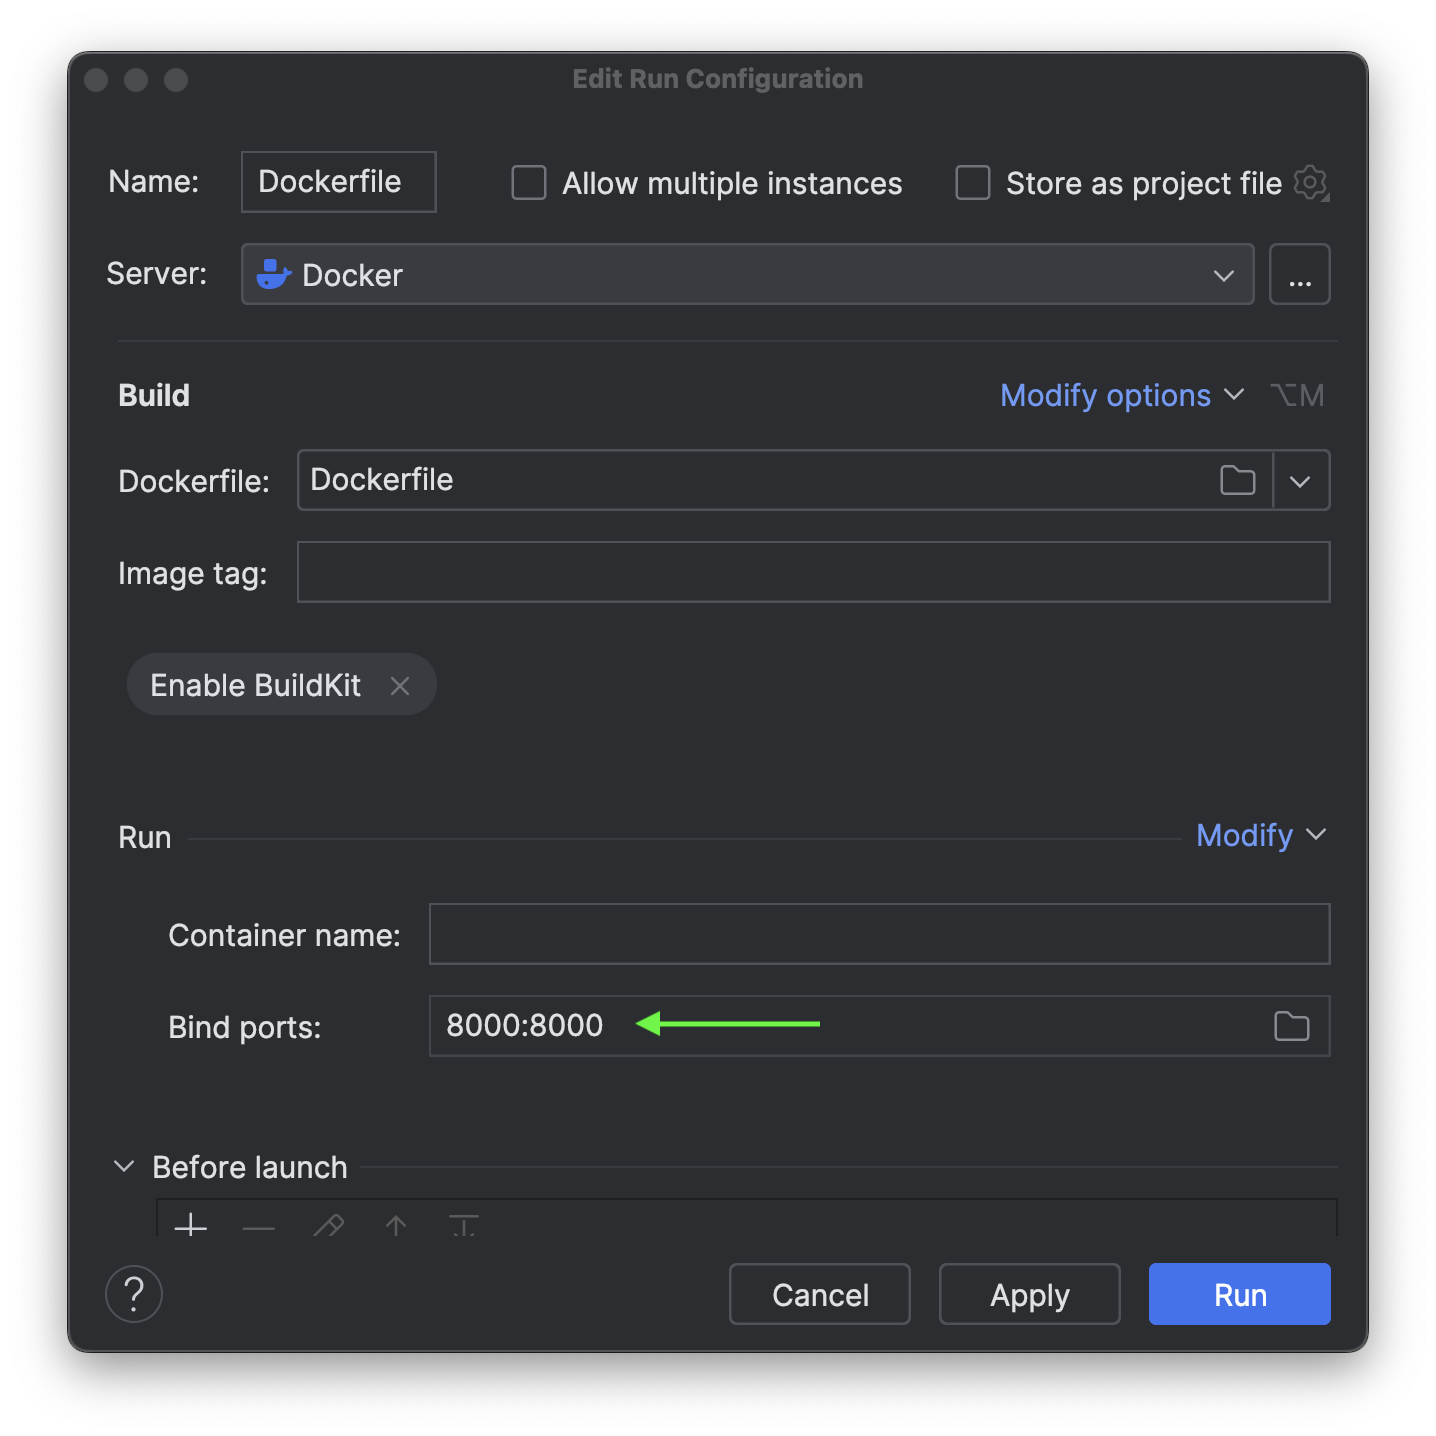 Edit Run Configuration
Name: Dockerfile Allow multiple instances Store as project file
Server: Docker ...
Build Modify options ⌥M
Dockerfile: Dockerfile
Image tag:
Enable BuildKit
Run Modify
Container name:
Bind ports: 8000:8000
Before launch
? Cancel Apply Run